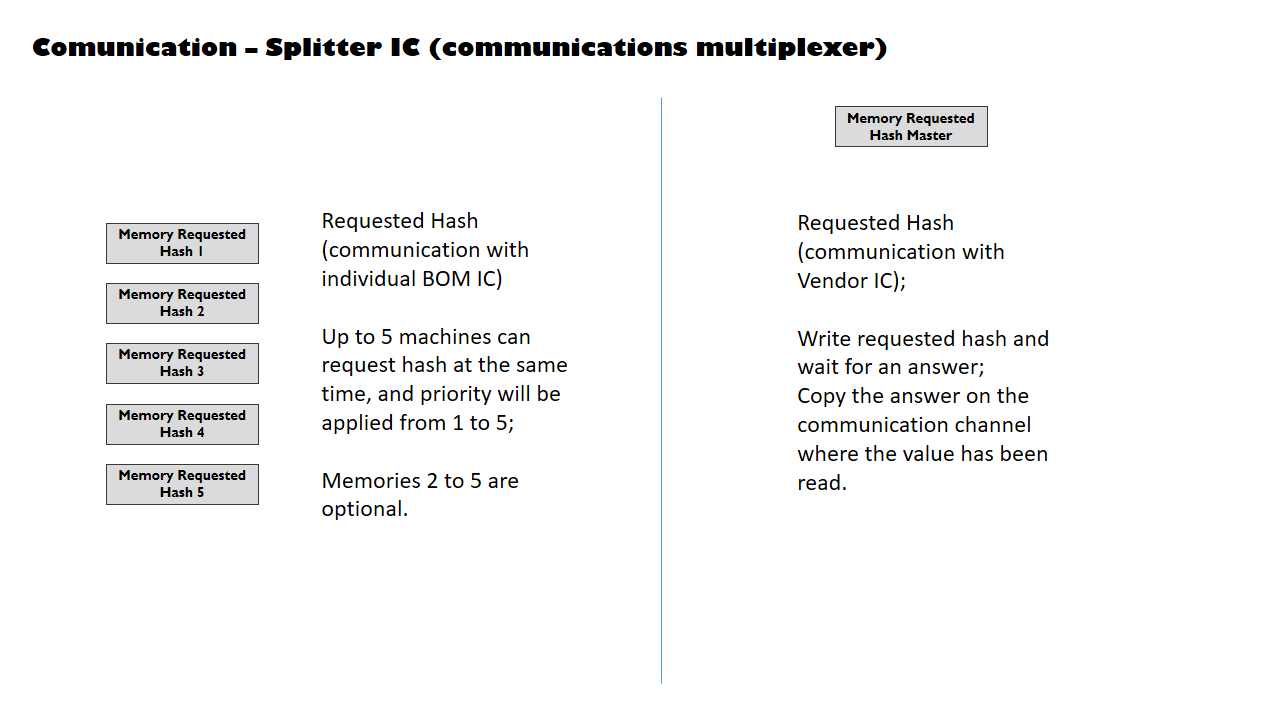 Comunication – Splitter IC (communications multiplexer)
Memory Requested
Hash 1
Memory Requested
Hash 2
Memory Requested
Hash 3
Memory Requested
Hash 4
Memory Requested
Hash 5
Requested Hash
(communication with
individual BOM IC)
Up to 5 machines can
request hash at the same
time, and priority will be
applied from 1 to 5;
Memories 2 to 5 are
optional.
Memory Requested
Hash Master
Requested Hash
(communication with
Vendor IC);
Write requested hash and
wait for an answer;
Copy the answer on the
communication channel
where the value has been
read.